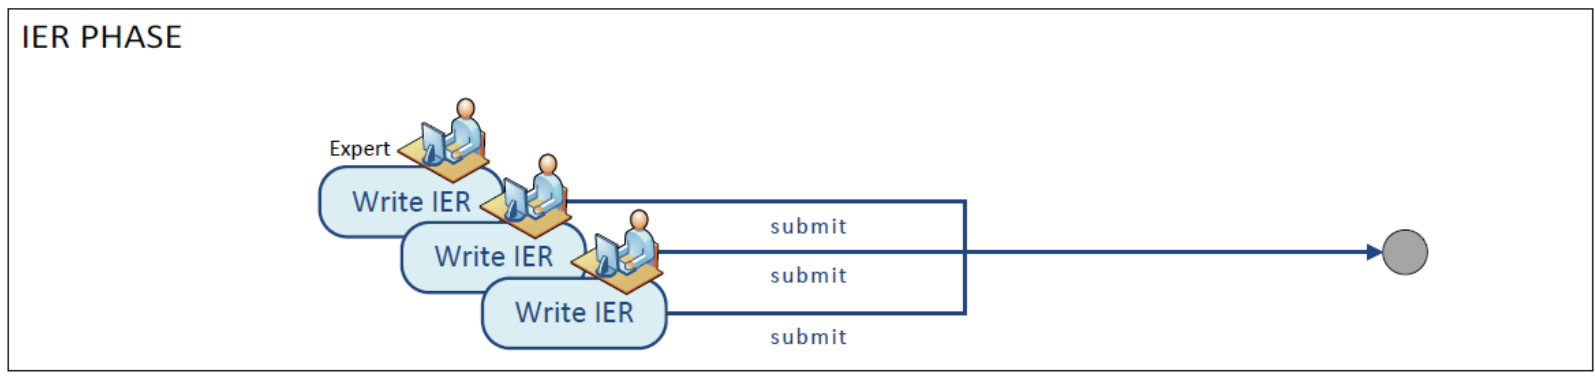 IER PHASE
Expert
Write IER
submit
Write IER
submit
Write IER
submit